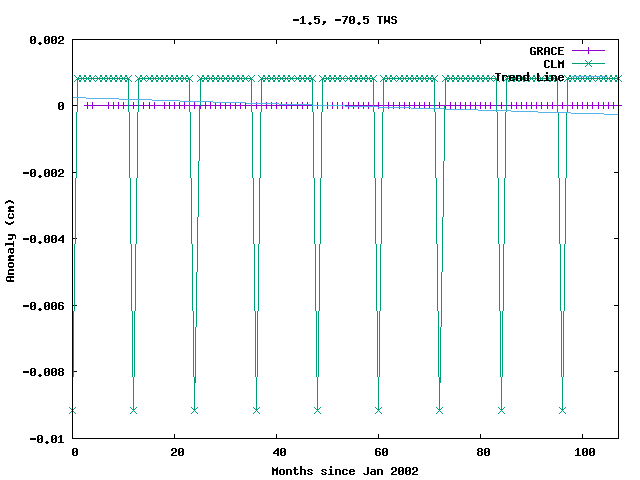 -1.5, -70.5 TWS
GRACE
CLM
Trend Line
0.002
0
-0.002
-0.004
-0.006
-0.008
-0.01
Anomaly (cm)
0 20 40 60 80 100
Months since Jan 2002